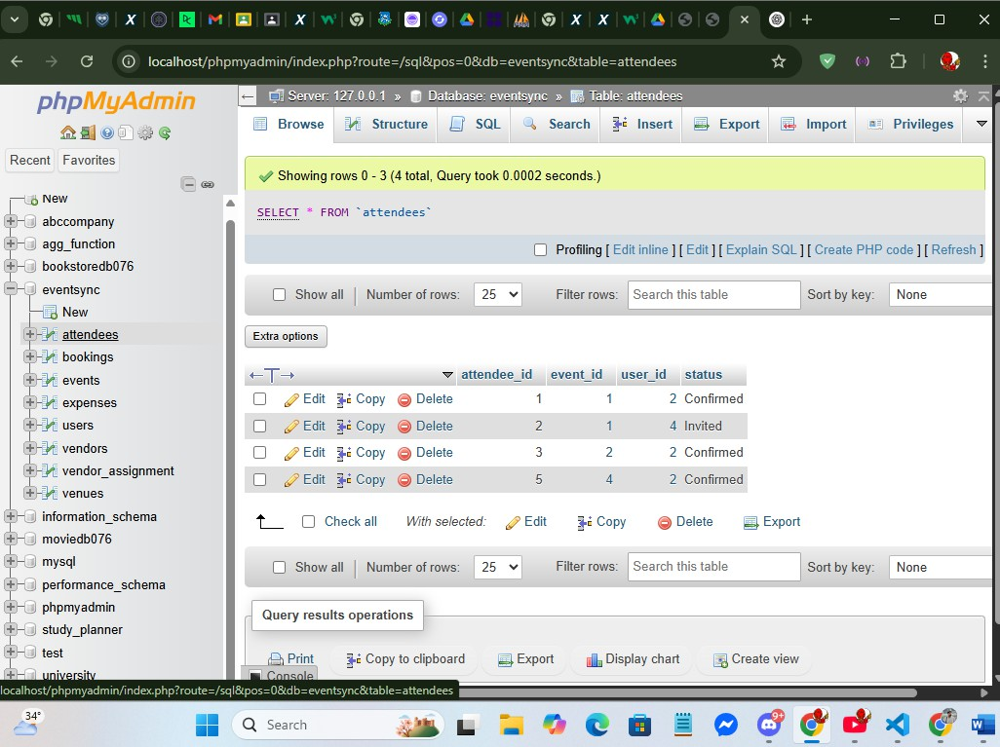 localhost/phpmyadmin/index.php?route=/sql&pos=0&db=eventsync&table=attendees
phpMyAdmin
Recent Favorites
New
abccompany
agg_function
bookstoredb076
eventsync
New
attendees
bookings
events
expenses
users
vendors
vendor_assignment
venues
information_schema
moviedb076
mysql
performance_schema
phpmyadmin
study_planner
test
university
Server: 127.0.0.1 » Database: eventsync » Table: attendees
Browse Structure SQL Search Insert Export Import Privileges
Showing rows 0 - 3 (4 total, Query took 0.0002 seconds.)
SELECT * FROM `attendees`
Profiling [ Edit inline ] [ Edit ] [ Explain SQL ] [ Create PHP code ] [ Refresh ]
Show all Number of rows: 25 Filter rows: Search this table Sort by key: None
Extra options
←T→ attendee_id event_id user_id status
Edit Copy Delete 1 1 2 Confirmed
Edit Copy Delete 2 1 4 Invited
Edit Copy Delete 3 2 2 Confirmed
Edit Copy Delete 5 4 2 Confirmed
Check all With selected: Edit Copy Delete Export
Show all Number of rows: 25 Filter rows: Search this table Sort by key: None
Query results operations
Print Copy to clipboard Export Display chart Create view
Console
localhost/phpmyadmin/index.php?route=/sql&pos=0&db=eventsync&table=attendees
34°
Search
9+